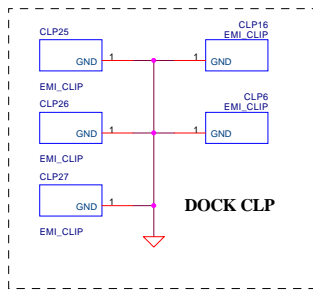 CLP25
GND
1
EMI_CLIP
CLP16
EMI_CLIP
1
GND
CLP26
GND
1
EMI_CLIP
CLP6
EMI_CLIP
1
GND
CLP27
GND
1
EMI_CLIP
DOCK CLP